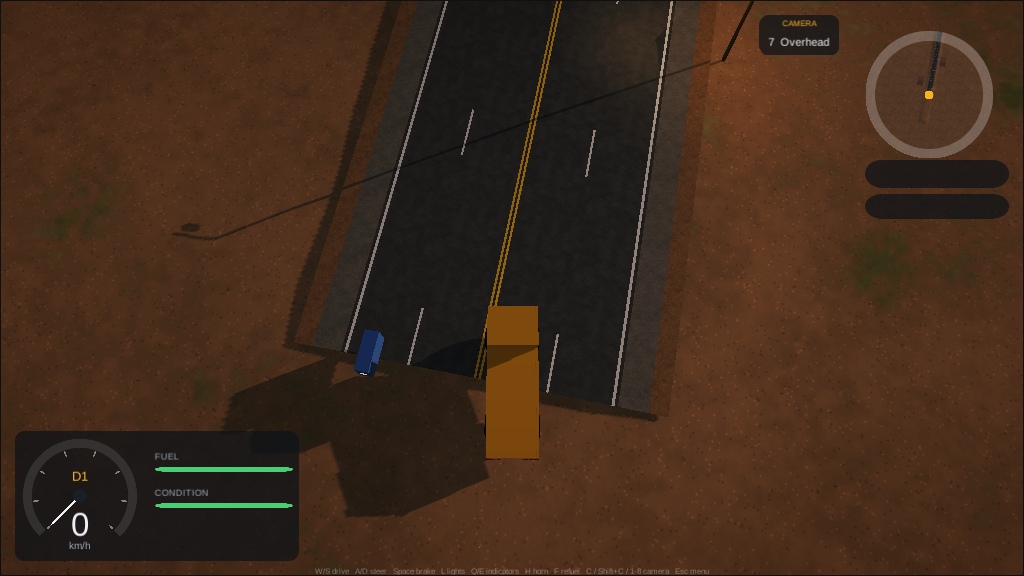 CAMERA
7 Overhead
D1
0
km/h
FUEL
CONDITION
W/S drive A/D steer Space brake L lights Q/E indicators H horn F refuel C / Shift+C / 1-8 camera Esc menu